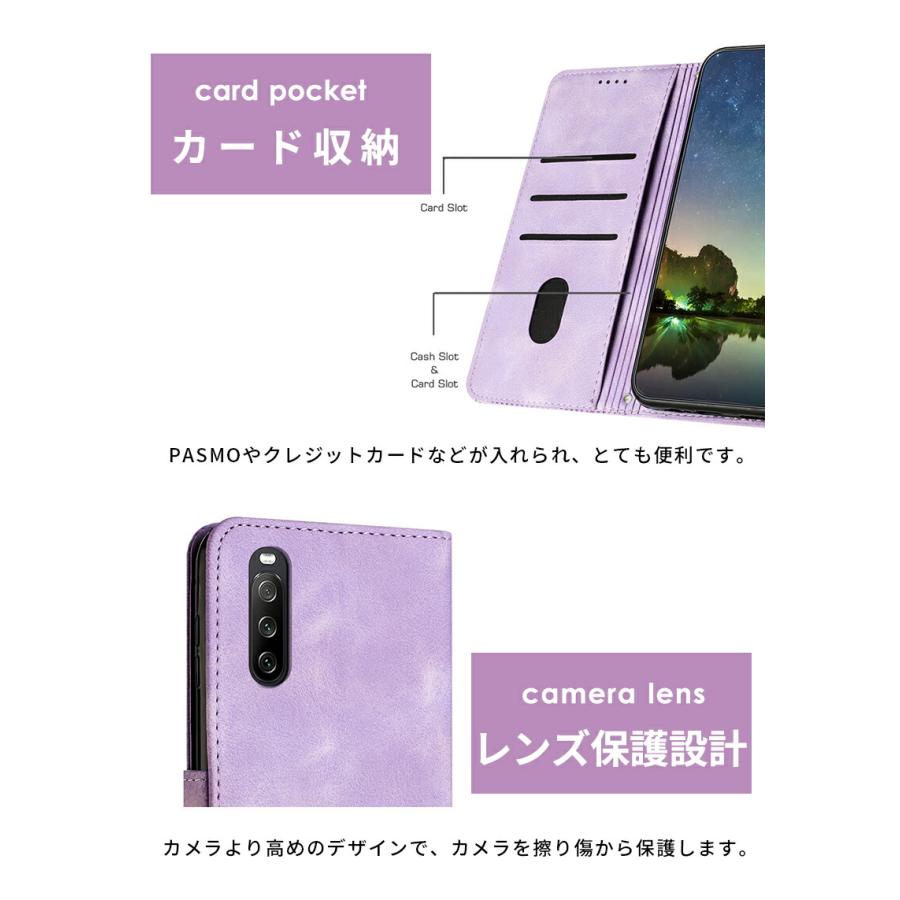 card pocket
カード収納
Card Slot
Cash Slot
&
Card Slot
PASMOやクレジットカードなどが入れられ、とても便利です。
camera lens
レンズ保護設計
カメラより高めのデザインで、カメラを擦り傷から保護します。